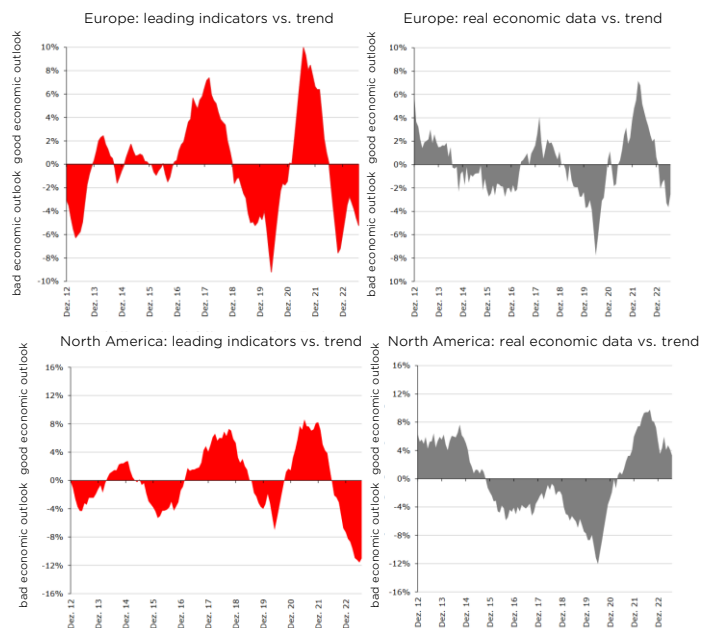 Europe: leading indicators vs. trend
good economic outlook
bad economic outlook
10%
8%
6%
4%
2%
0%
-2%
-4%
-6%
-8%
-10%
Dez. 12
Dez. 13
Dez. 14
Dez. 15
Dez. 16
Dez. 17
Dez. 18
Dez. 19
Dez. 20
Dez. 21
Dez. 22
Europe: real economic data vs. trend
good economic outlook
bad economic outlook
10%
8%
6%
4%
2%
0%
-2%
-4%
-6%
-8%
10%
Dez. 12
Dez. 13
Dez. 14
Dez. 15
Dez. 16
Dez. 17
Dez. 18
Dez. 19
Dez. 20
Dez. 21
Dez. 22
North America: leading indicators vs. trend
good economic outlook
bad economic outlook
16%
12%
8%
4%
0%
-4%
-8%
-12%
-16%
Dez. 12
Dez. 13
Dez. 14
Dez. 15
Dez. 16
Dez. 17
Dez. 18
Dez. 19
Dez. 20
Dez. 21
Dez. 22
North America: real economic data vs. trend
good economic outlook
bad economic outlook
16%
12%
8%
4%
0%
-4%
-8%
-12%
-16%
Dez. 12
Dez. 13
Dez. 14
Dez. 15
Dez. 16
Dez. 17
Dez. 18
Dez. 19
Dez. 20
Dez. 21
Dez. 22